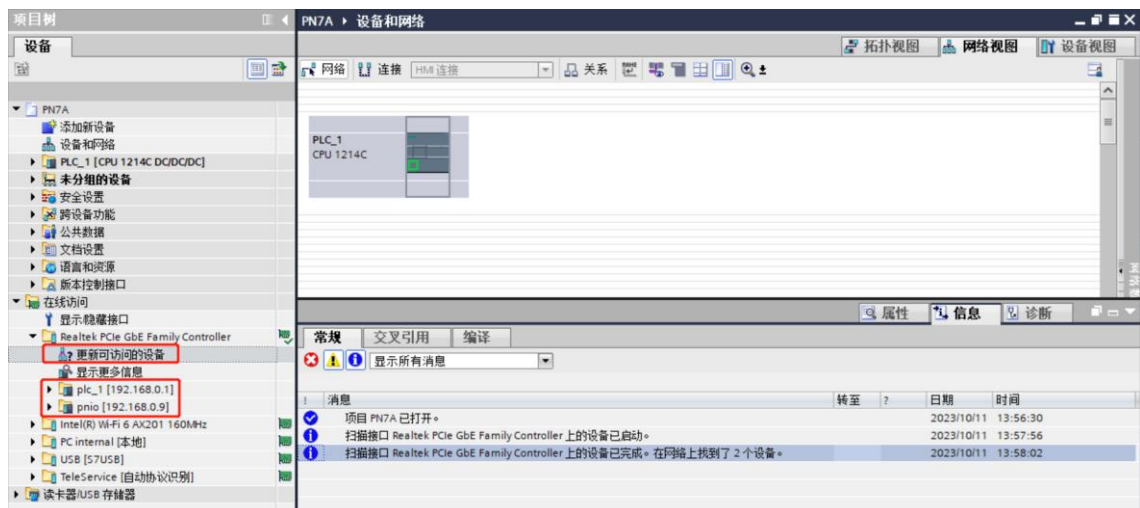 项目树
PN7A ▸ 设备和网络
设备
拓扑视图
网络视图
设备视图
网络
连接
HMI 连接
关系
PN7A
添加新设备
设备和网络
PLC_1 [CPU 1214C DC/DC/DC]
未分组的设备
安全设置
跨设备功能
公共数据
文档设置
语言和资源
版本控制接口
在线访问
显示/隐藏接口
Realtek PCIe GbE Family Controller
更新可访问的设备
显示更多信息
plc_1 [192.168.0.1]
pnio [192.168.0.9]
Intel(R) Wi-Fi 6 AX201 160MHz
PC internal [本地]
USB [S7USB]
TeleService [自动协议识别]
读卡器/USB 存储器
PLC_1
CPU 1214C
属性
信息
诊断
常规
交叉引用
编译
显示所有消息
! 消息 转至 ? 日期 时间
项目 PN7A 已打开。 2023/10/11 13:56:30
扫描接口 Realtek PCIe GbE Family Controller 上的设备已启动。 2023/10/11 13:57:56
扫描接口 Realtek PCIe GbE Family Controller 上的设备已完成。在网络上找到了 2 个设备。 2023/10/11 13:58:02